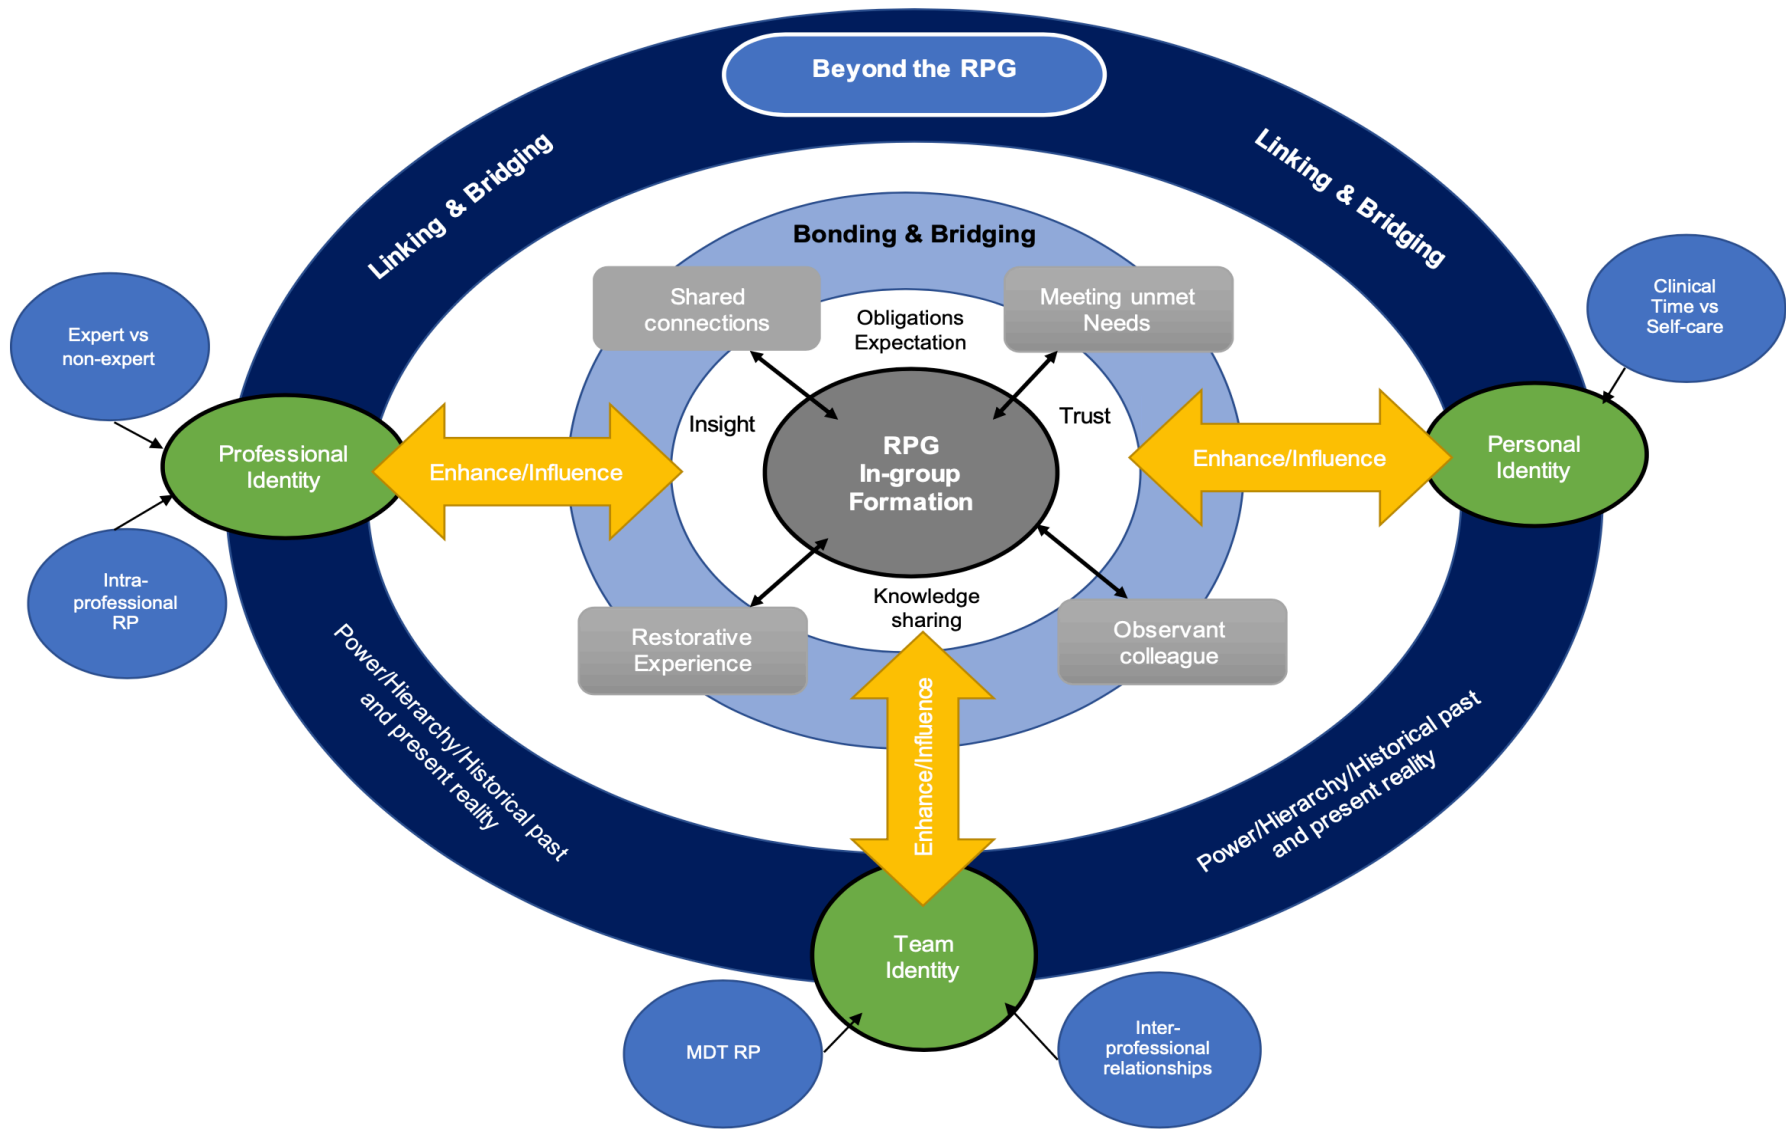 Beyond the RPG
Linking & Bridging
Linking & Bridging
Bonding & Bridging
Shared
connections
Meeting unmet
Needs
Obligations
Expectation
Clinical
Time vs
Self-care
Expert vs
non-expert
Insight
Trust
Professional
Identity
Enhance/Influence
RPG
In-group
Formation
Enhance/Influence
Personal
Identity
Intra-
professional
RP
Knowledge
sharing
Restorative
Experience
Observant
colleague
Enhance/Influence
Power/Hierarchy/Historical past
and present reality
Power/Hierarchy/Historical past
and present reality
Team
Identity
MDT RP
Inter-
professional
relationships